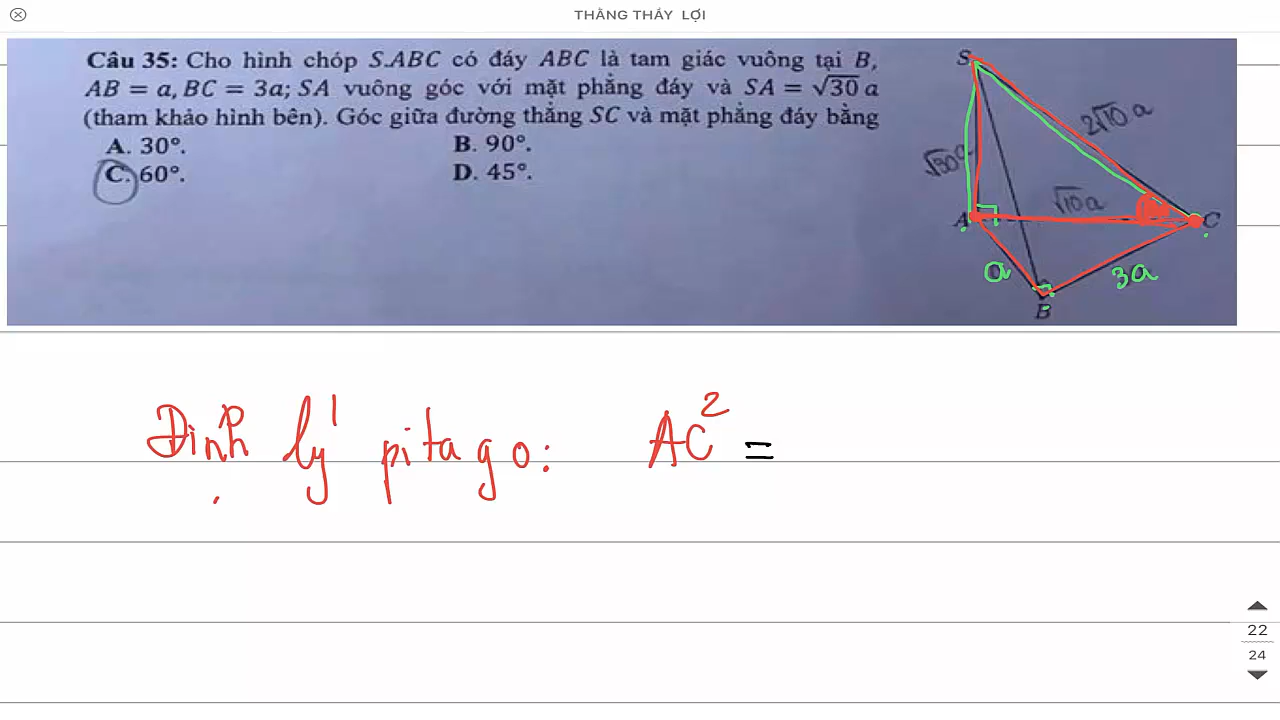 THẰNG THẦY LỢI
Câu 35: Cho hình chóp S.ABC có đáy ABC là tam giác vuông tại B,
AB = a, BC = 3a; SA vuông góc với mặt phẳng đáy và SA = √30 a
(tham khảo hình bên). Góc giữa đường thẳng SC và mặt phẳng đáy bằng
A. 30°. B. 90°.
C. 60°. D. 45°.
S
2√10 a
√30 a
√10 a
A C
a 3a
B
Định lý pitago: AC² =
22
24